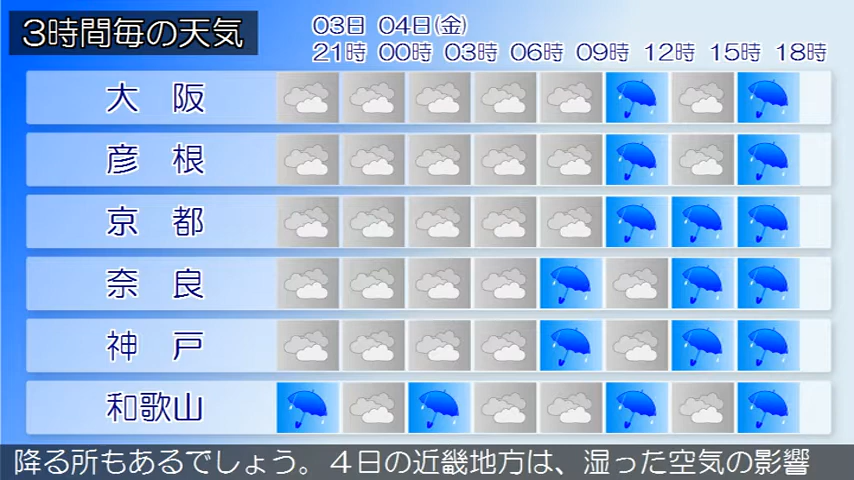 3時間毎の天気
03日 04日(金)
21時 00時 03時 06時 09時 12時 15時 18時
大 阪
彦 根
京 都
奈 良
神 戸
和歌山
降る所もあるでしょう。４日の近畿地方は、湿った空気の影響